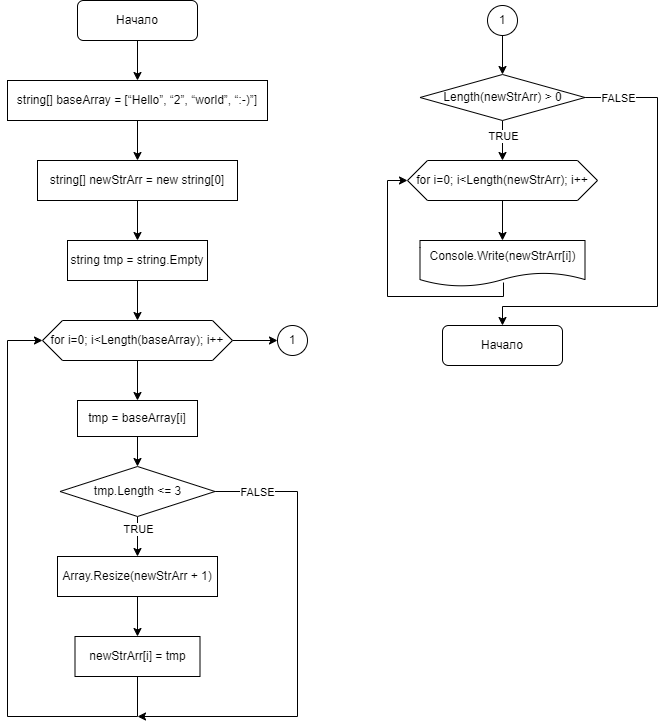 Начало
string[] baseArray = [“Hello”, “2”, “world”, “:-)”]
string[] newStrArr = new string[0]
string tmp = string.Empty
for i=0; i<Length(baseArray); i++
1
tmp = baseArray[i]
tmp.Length <= 3
FALSE
TRUE
Array.Resize(newStrArr + 1)
newStrArr[i] = tmp
1
Length(newStrArr) > 0
FALSE
TRUE
for i=0; i<Length(newStrArr); i++
Console.Write(newStrArr[i])
Начало